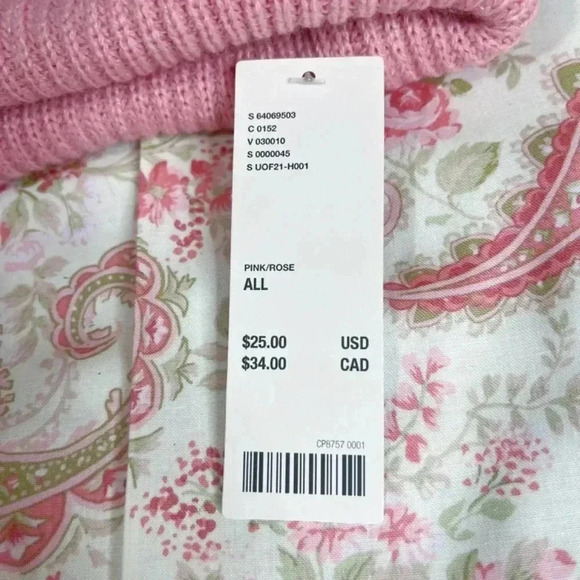 S 64069503
C 0152
V 030010
S 0000045
S UOF21-H001
PINK/ROSE
ALL
$25.00 USD
$34.00 CAD
CP8757 0001